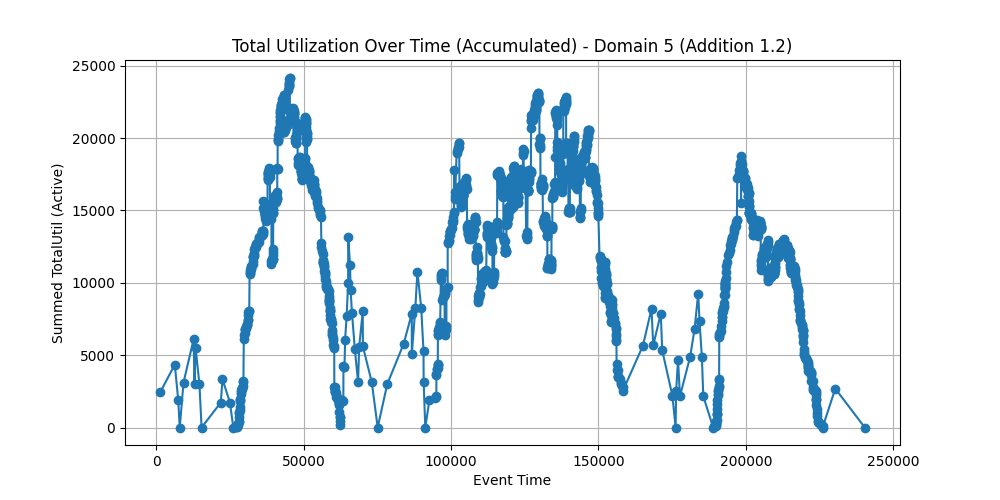 Total Utilization Over Time (Accumulated) - Domain 5 (Addition 1.2)
Summed TotalUtil (Active)
25000
20000
15000
10000
5000
0
0 50000 100000 150000 200000 250000
Event Time